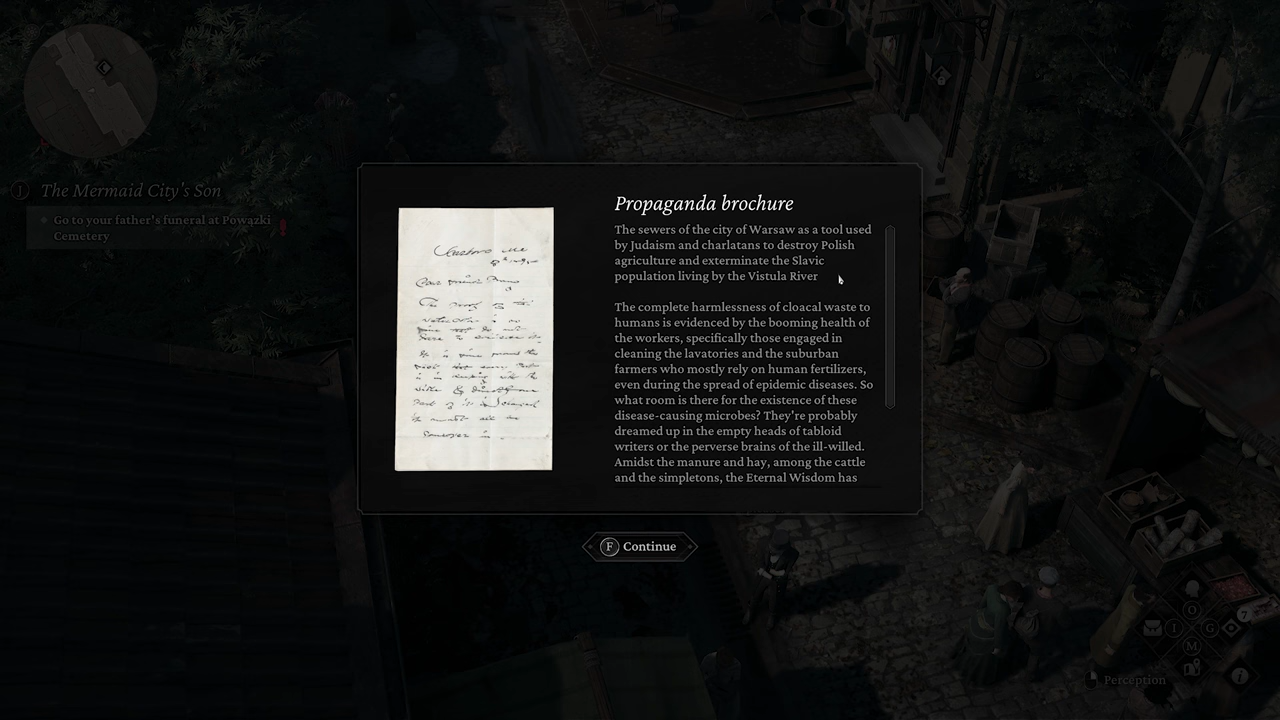 The Mermaid City's Son
Go to your father's funeral at Powązki
Cemetery
Propaganda brochure
The sewers of the city of Warsaw as a tool used
by Judaism and charlatans to destroy Polish
agriculture and exterminate the Slavic
population living by the Vistula River
The complete harmlessness of cloacal waste to
humans is evidenced by the booming health of
the workers, specifically those engaged in
cleaning the lavatories and the suburban
farmers who mostly rely on human fertilizers,
even during the spread of epidemic diseases. So
what room is there for the existence of these
disease-causing microbes? They're probably
dreamed up in the empty heads of tabloid
writers or the perverse brains of the ill-willed.
Amidst the manure and hay, among the cattle
and the simpletons, the Eternal Wisdom has
F Continue
J
7
O
I G
M
Perception